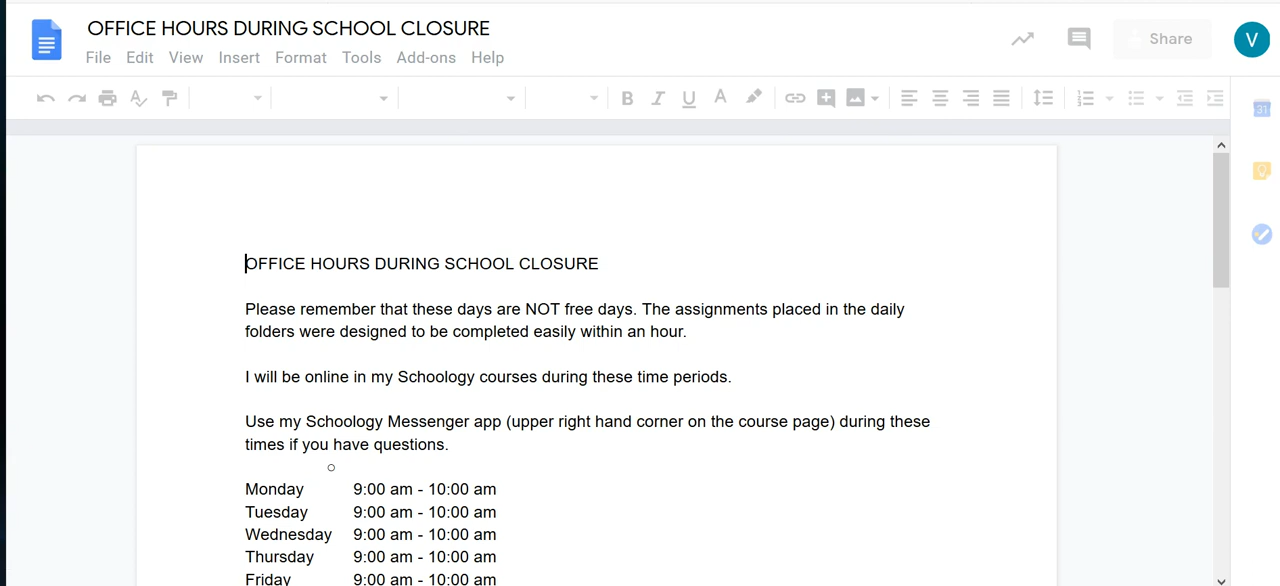 OFFICE HOURS DURING SCHOOL CLOSURE
File Edit View Insert Format Tools Add-ons Help
Share
V
B I U A
31
OFFICE HOURS DURING SCHOOL CLOSURE
Please remember that these days are NOT free days. The assignments placed in the daily
folders were designed to be completed easily within an hour.
I will be online in my Schoology courses during these time periods.
Use my Schoology Messenger app (upper right hand corner on the course page) during these
times if you have questions.
Monday 9:00 am - 10:00 am
Tuesday 9:00 am - 10:00 am
Wednesday 9:00 am - 10:00 am
Thursday 9:00 am - 10:00 am
Friday 9:00 am - 10:00 am